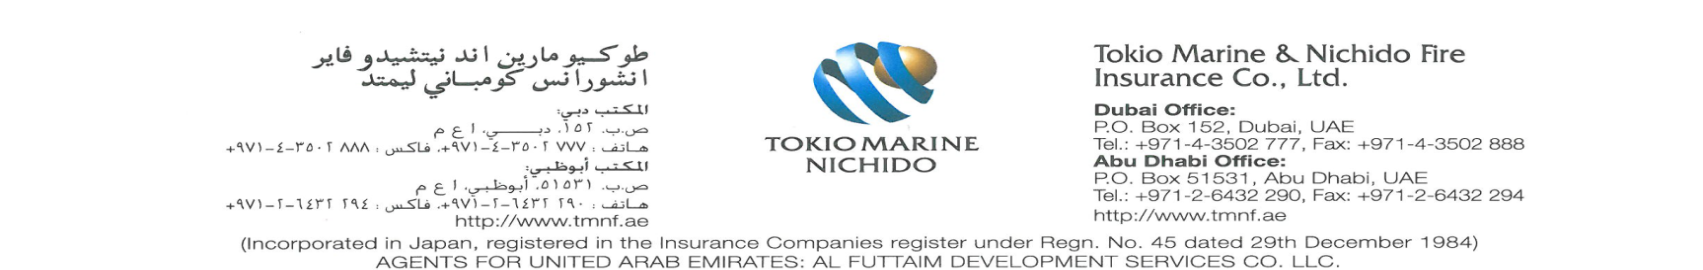 طوكيو مارين اند نيتشيدو فاير
انشورانس كومباني ليمتد
المكتب دبي:
ص.ب. ١٥٢، دبي، ا ع م
هاتف : ٧٧٧ ٣٥٠٢-٤-٩٧١+، فاكس : ٨٨٨ ٣٥٠٢-٤-٩٧١+
المكتب أبوظبي:
ص.ب. ٥١٥٣١، أبوظبي، ا ع م
هاتف : ٢٩٠ ٦٤٣٢-٢-٩٧١+، فاكس : ٢٩٤ ٦٤٣٢-٢-٩٧١+
http://www.tmnf.ae
TOKIO MARINE
NICHIDO
Tokio Marine & Nichido Fire
Insurance Co., Ltd.
Dubai Office:
P.O. Box 152, Dubai, UAE
Tel.: +971-4-3502 777, Fax: +971-4-3502 888
Abu Dhabi Office:
P.O. Box 51531, Abu Dhabi, UAE
Tel.: +971-2-6432 290, Fax: +971-2-6432 294
http://www.tmnf.ae
(Incorporated in Japan, registered in the Insurance Companies register under Regn. No. 45 dated 29th December 1984)
AGENTS FOR UNITED ARAB EMIRATES: AL FUTTAIM DEVELOPMENT SERVICES CO. LLC.